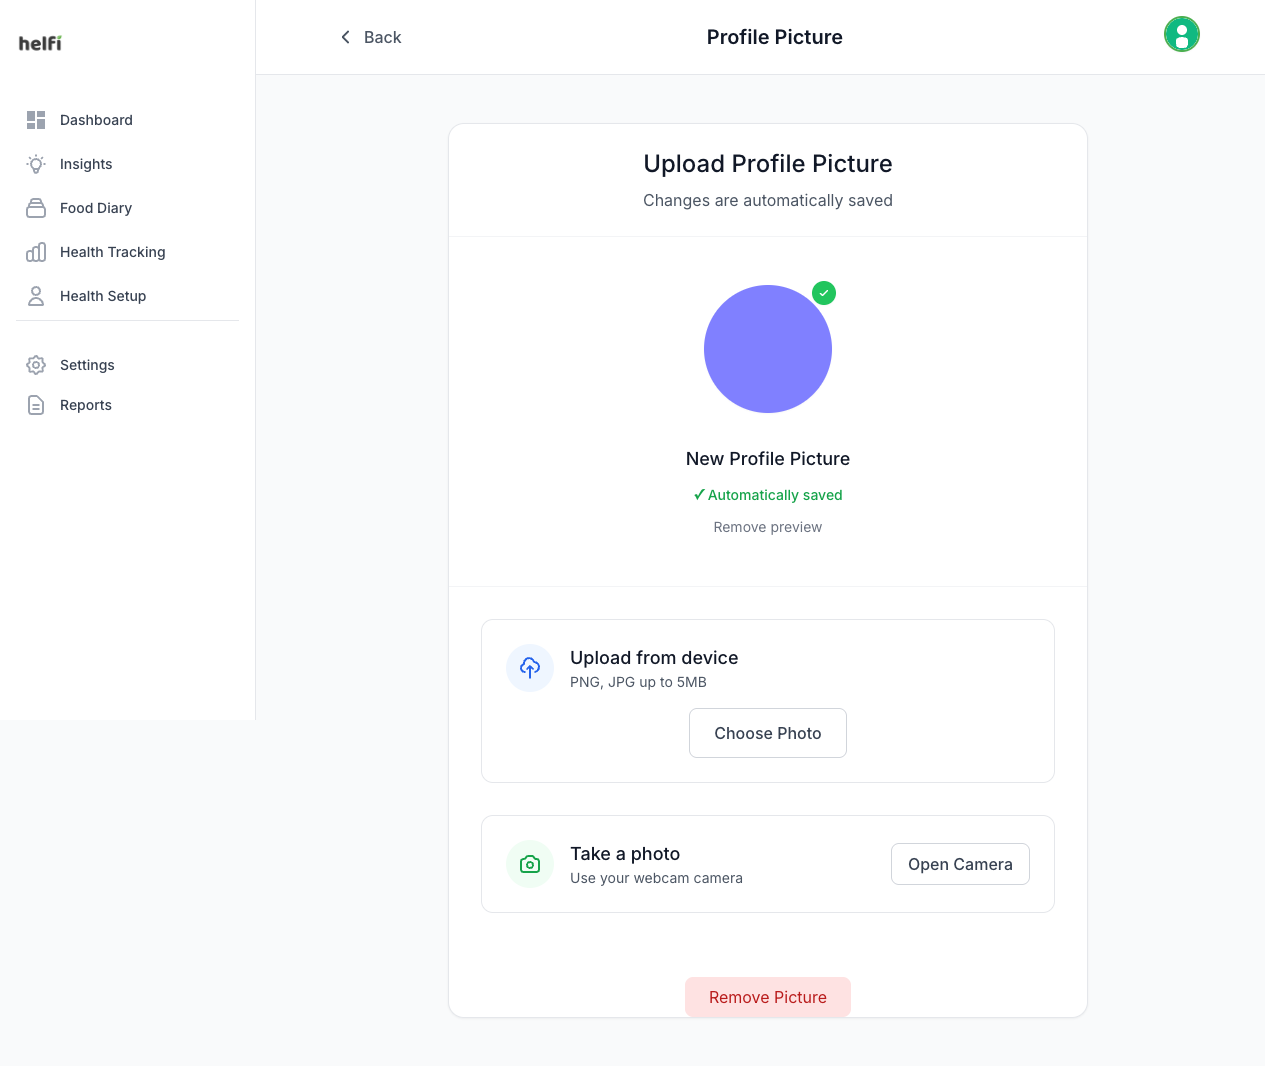 helfi
Back
Profile Picture
Dashboard
Insights
Food Diary
Health Tracking
Health Setup
Settings
Reports
Upload Profile Picture
Changes are automatically saved
New Profile Picture
✓ Automatically saved
Remove preview
Upload from device
PNG, JPG up to 5MB
Choose Photo
Take a photo
Use your webcam camera
Open Camera
Remove Picture